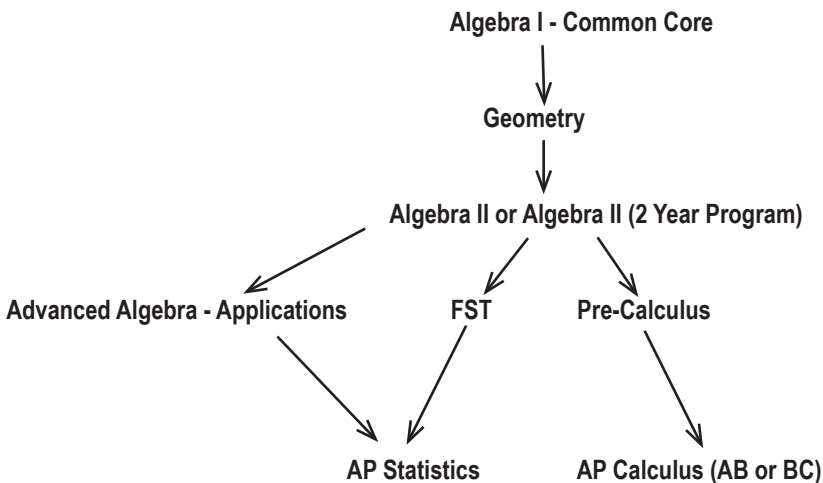 Algebra I - Common Core
Geometry
Algebra II or Algebra II (2 Year Program)
Advanced Algebra - Applications
FST
Pre-Calculus
AP Statistics
AP Calculus (AB or BC)